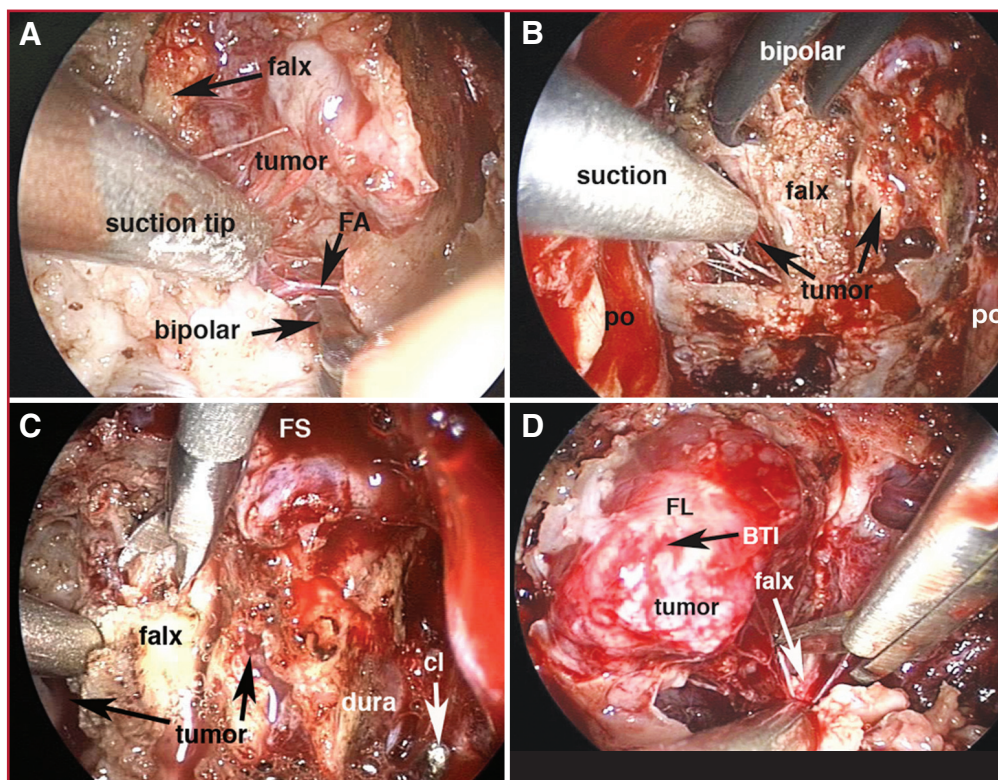 A
falx
tumor
suction tip
FA
bipolar
B
bipolar
suction
falx
tumor
po
po
C
FS
falx
cl
dura
tumor
D
FL
BTI
falx
tumor